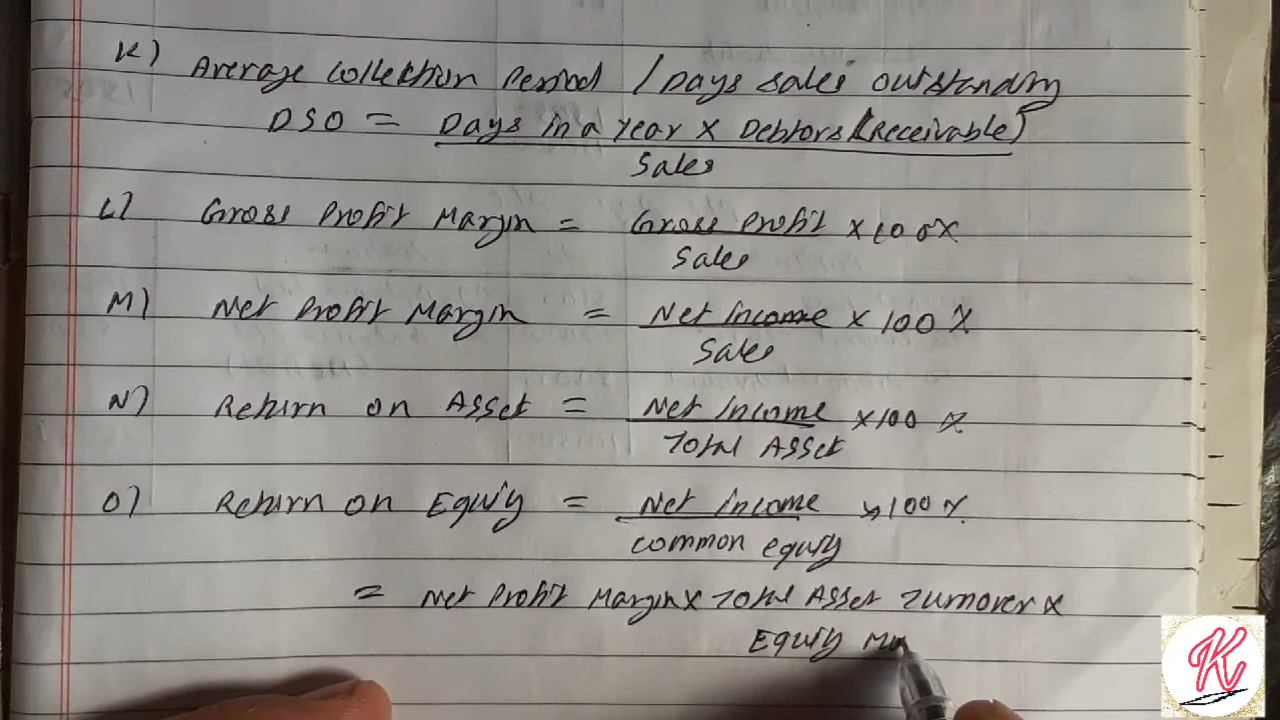 K) Average Collection Period / Days Sales Outstanding
DSO = Days in a Year X Debtors (Receivable)
Sales
L) Gross Profit Margin = Gross Profit X 100%
Sales
M) Net Profit Margin = Net Income X 100%
Sales
N) Return on Asset = Net Income X 100%
Total Asset
O) Return on Equity = Net income X 100%
common equity
= Net Profit Margin X Total Asset Turnover X
Equity Mu
K